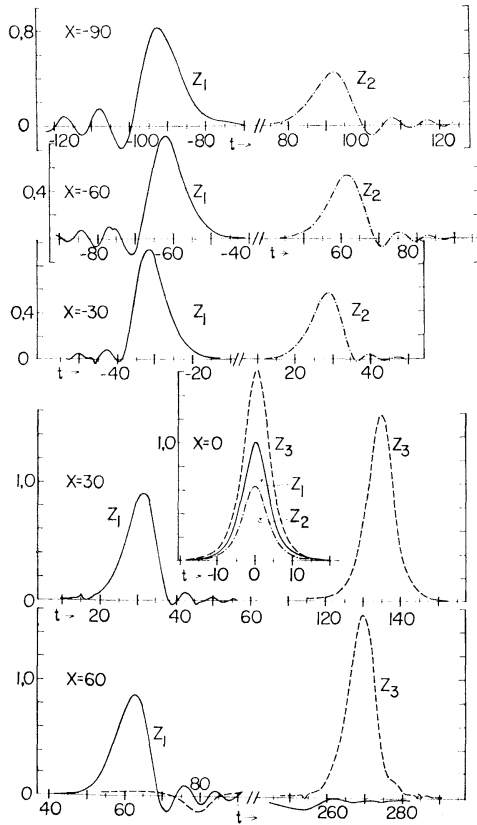 0,8
X=-90
Z₁
Z₂
0
-120 -100 -80 80 100 120
t→
0,4
X=-60
Z₁
Z₂
-80 -60 -40 60 80
t→
0,4
X=-30
Z₁
Z₂
0
-40 -20 20 40
t→
1,0
X=0
Z₃
Z₁
Z₂
t→ -10 0 10
1,0
X=30
Z₁
Z₃
0
t→ 20 40 60 120 140
1,0
X=60
Z₁
Z₃
80
0
40 60 t→ 260 280